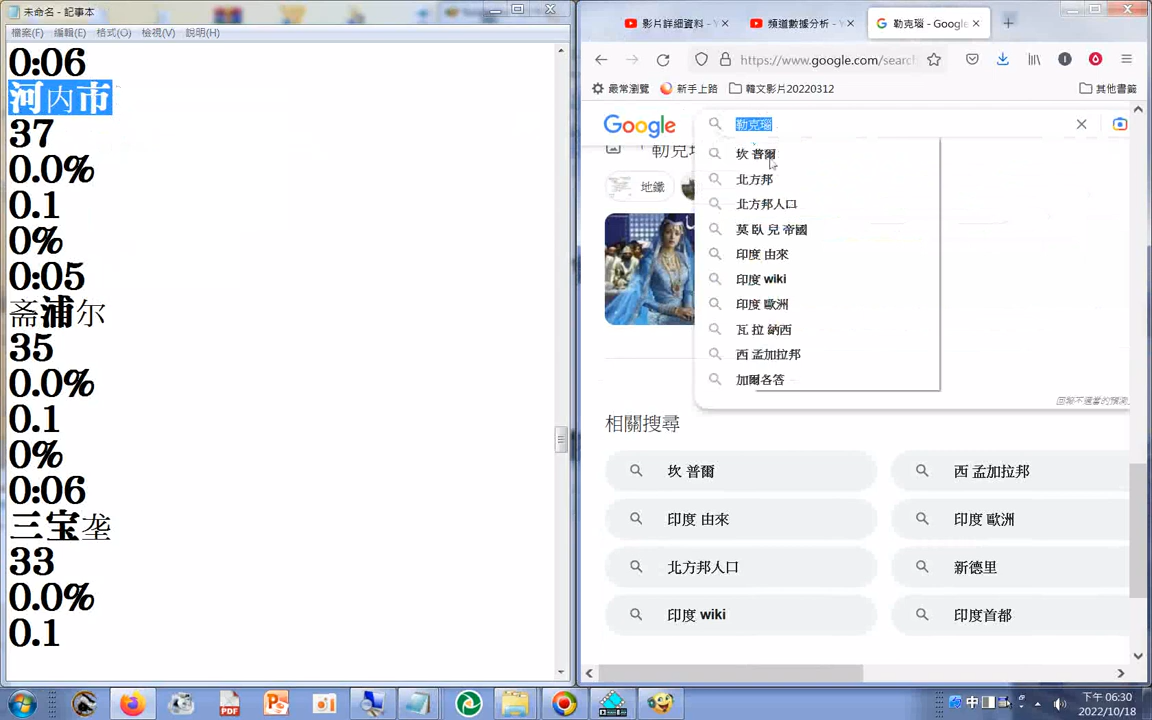 未命名 - 記事本
檔案(F) 編輯(E) 格式(O) 檢視(V) 說明(H)
0:06
河内市
37
0.0%
0.1
0%
0:05
斋浦尔
35
0.0%
0.1
0%
0:06
三宝垄
33
0.0%
0.1
影片詳細資料 - Y
頻道數據分析 - Y
勒克瑙 - Google
https://www.google.com/search
最常瀏覽 新手上路 韓文影片20220312 其他書籤
Google
勒克瑙
坎 普爾
北方邦
北方邦人口
莫 臥 兒 帝國
印度 由來
印度 wiki
印度 歐洲
瓦 拉 納西
西 孟加拉邦
加爾各答
地鐵
相關搜尋
坎 普爾
西 孟加拉邦
印度 由來
印度 歐洲
北方邦人口
新德里
印度 wiki
印度首都
PDF
中
下午 06:30
2022/10/18